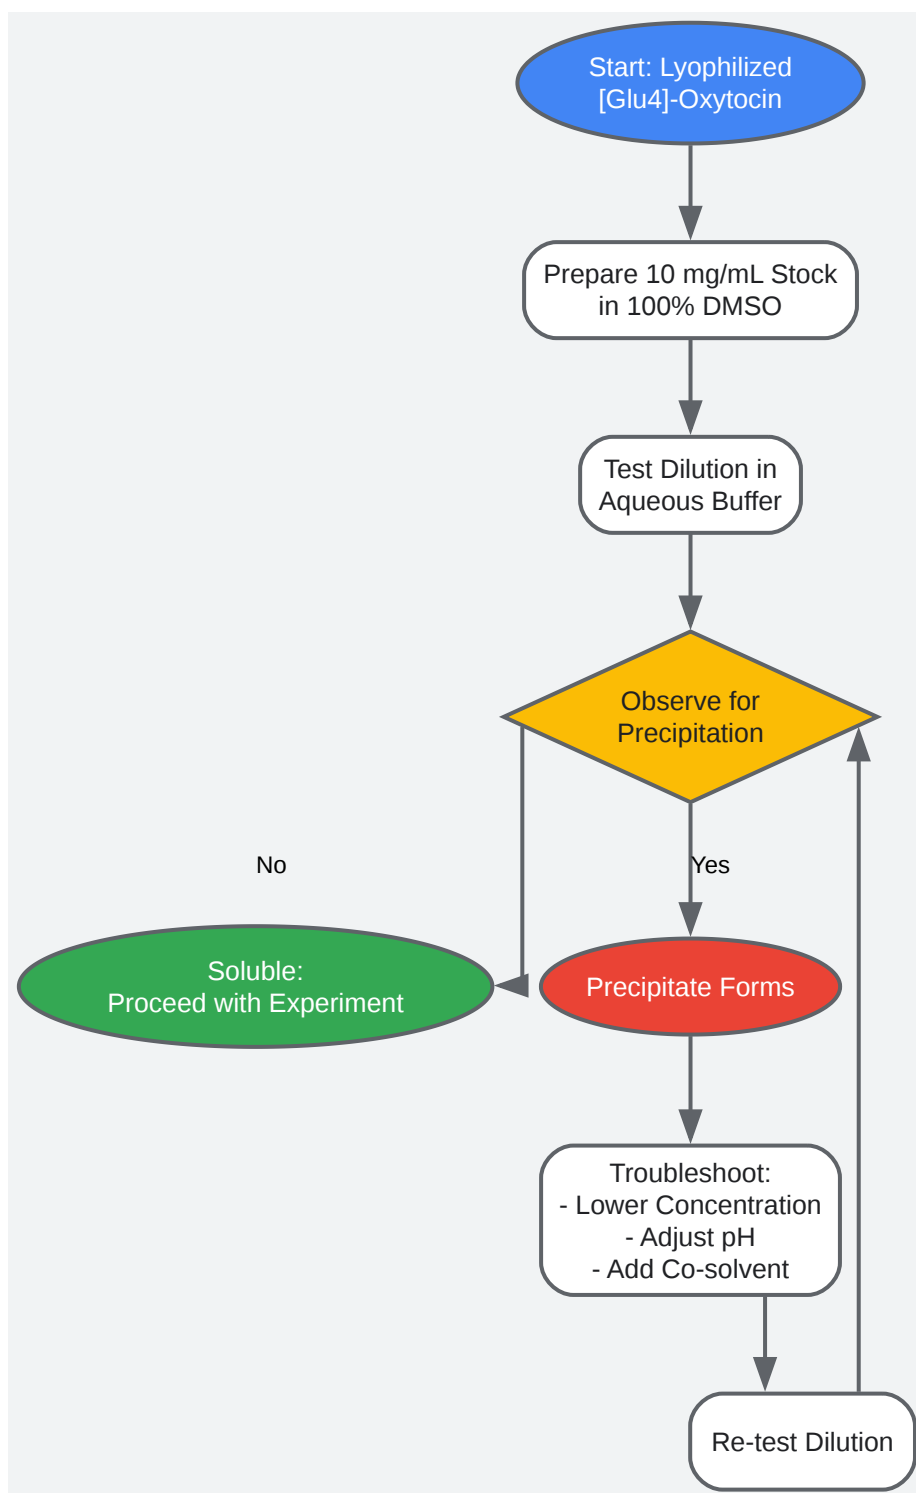 Start: Lyophilized
[Glu4]-Oxytocin
Prepare 10 mg/mL Stock
in 100% DMSO
Test Dilution in
Aqueous Buffer
Observe for
Precipitation
No
Yes
Soluble:
Proceed with Experiment
Precipitate Forms
Troubleshoot:
- Lower Concentration
- Adjust pH
- Add Co-solvent
Re-test Dilution